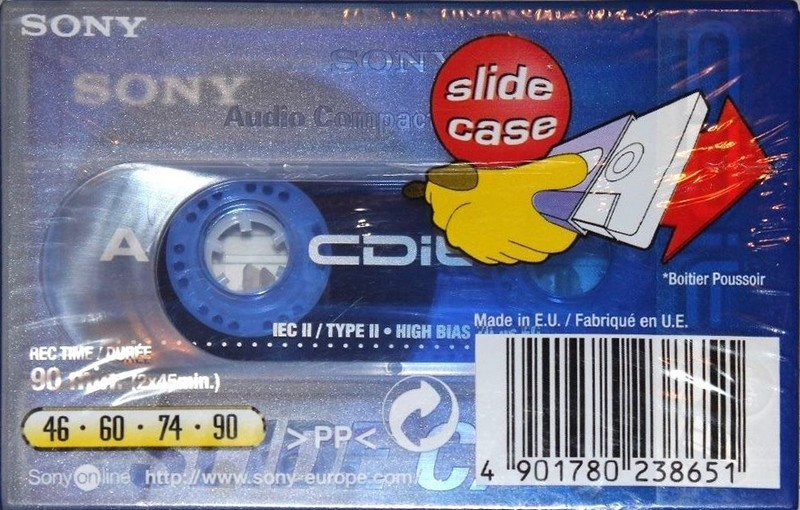 SONY
SONY
SONY
Audio Compac
slide
case
A
CDit
*Boitier Poussoir
Made in E.U. / Fabriqué en U.E.
IEC II / TYPE II • HIGH BIAS
REC TIME / DURÉE
90 min. (2x45min.)
46 · 60 · 74 · 90
>PP<
Sony online http://www.sony-europe.com
4 901780 238651